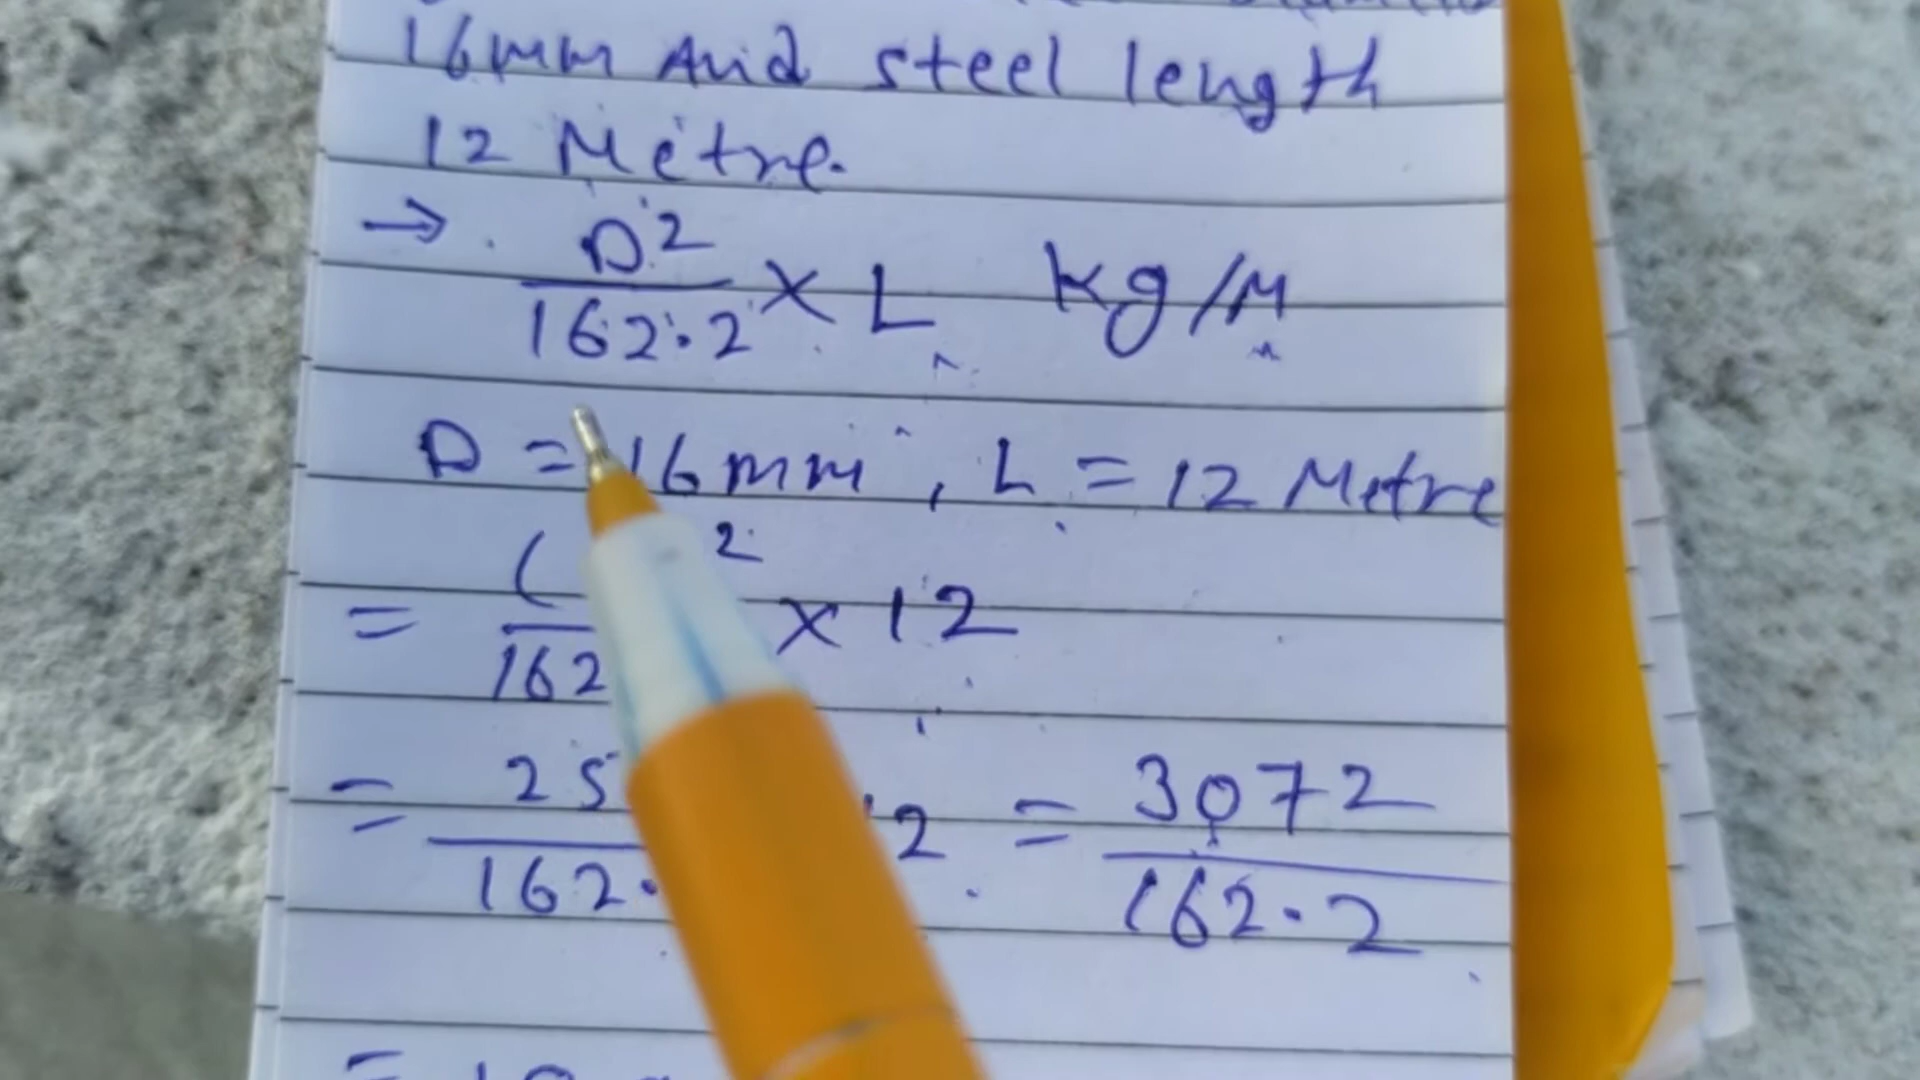 16mm And steel length
12 Metre.
→ D² / 162.2 × L kg/M
D = 16mm, L = 12 Metre
= ( ² / 162 × 12
= 25 / 162. 2 = 3072 / 162.2